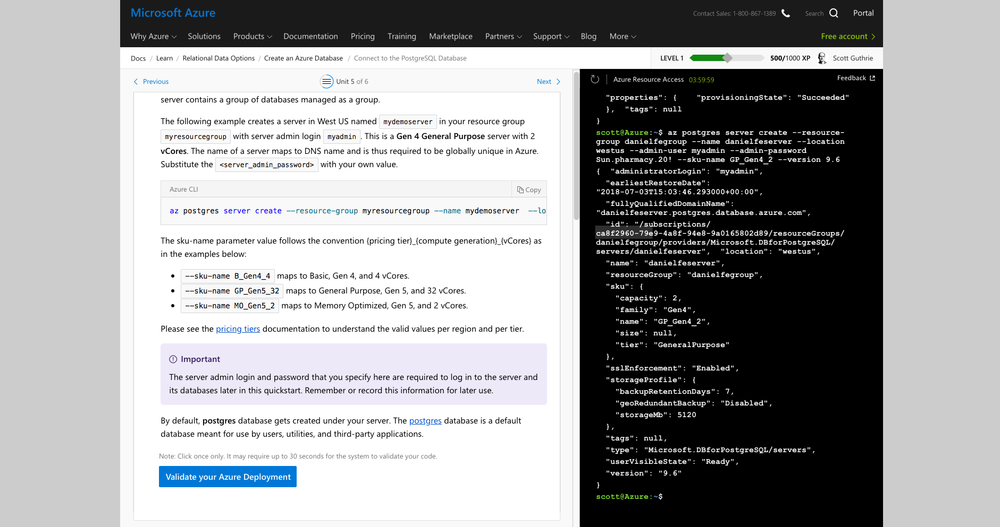 Microsoft Azure
Contact Sales: 1-800-867-1389
Search
Portal
Why Azure
Solutions
Products
Documentation
Pricing
Training
Marketplace
Partners
Support
Blog
More
Free account
Docs / Learn / Relational Data Options / Create an Azure Database / Connect to the PostgreSQL Database
LEVEL 1
500/1000 XP
Scott Guthrie
Previous
Unit 5 of 6
Next
server contains a group of databases managed as a group.
The following example creates a server in West US named mydemoserver in your resource group
myresourcegroup with server admin login myadmin. This is a Gen 4 General Purpose server with 2
vCores. The name of a server maps to DNS name and is thus required to be globally unique in Azure.
Substitute the <server_admin_password> with your own value.
Azure CLI
Copy
az postgres server create --resource-group myresourcegroup --name mydemoserver --lo
The sku-name parameter value follows the convention {pricing tier}_{compute generation}_{vCores} as
in the examples below:
• --sku-name B_Gen4_4 maps to Basic, Gen 4, and 4 vCores.
• --sku-name GP_Gen5_32 maps to General Purpose, Gen 5, and 32 vCores.
• --sku-name MO_Gen5_2 maps to Memory Optimized, Gen 5, and 2 vCores.
Please see the pricing tiers documentation to understand the valid values per region and per tier.
Important
The server admin login and password that you specify here are required to log in to the server and
its databases later in this quickstart. Remember or record this information for later use.
By default, postgres database gets created under your server. The postgres database is a default
database meant for use by users, utilities, and third-party applications.
Note: Click once only. It may require up to 30 seconds for the system to validate your code.
Validate your Azure Deployment
Azure Resource Access 03:59:59
Feedback
"properties": {    "provisioningState": "Succeeded"
},  "tags": null
}
scott@Azure:~$ az postgres server create --resource-
group danielfegroup --name danielfeserver --location
westus --admin-user myadmin --admin-password
Sun.pharmacy.20! --sku-name GP_Gen4_2 --version 9.6
{  "administratorLogin": "myadmin",
"earliestRestoreDate":
"2018-07-03T15:03:46.293000+00:00",
"fullyQualifiedDomainName":
"danielfeserver.postgres.database.azure.com",
"id": "/subscriptions/
ca8f2960-79e9-4a8f-94e8-9a0165802d89/resourceGroups/
danielfegroup/providers/Microsoft.DBforPostgreSQL/
servers/danielfeserver",  "location": "westus",
"name": "danielfeserver",
"resourceGroup": "danielfegroup",
"sku": {
"capacity": 2,
"family": "Gen4",
"name": "GP_Gen4_2",
"size": null,
"tier": "GeneralPurpose"
},
"sslEnforcement": "Enabled",
"storageProfile": {
"backupRetentionDays": 7,
"geoRedundantBackup": "Disabled",
"storageMb": 5120
},
"tags": null,
"type": "Microsoft.DBforPostgreSQL/servers",
"userVisibleState": "Ready",
"version": "9.6"
}
scott@Azure:~$